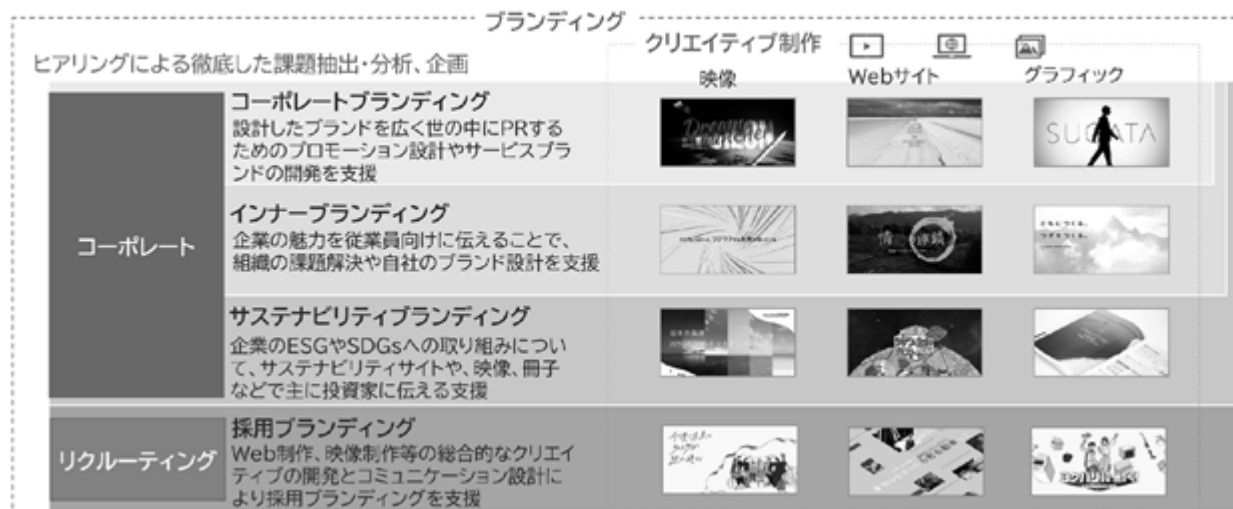 ブランディング
クリエイティブ制作
ヒアリングによる徹底した課題抽出・分析、企画
映像
Webサイト
グラフィック
コーポレート
コーポレートブランディング
設計したブランドを広く世の中にPRする
ためのプロモーション設計やサービスブラ
ンドの開発を支援
SUGATA
インナーブランディング
企業の魅力を従業員向けに伝えることで、
組織の課題解決や自社のブランド設計を支援
ともにつくる。
つぎをつくる。
サステナビリティブランディング
企業のESGやSDGsへの取り組みについ
て、サステナビリティサイトや、映像、冊子
などで主に投資家に伝える支援
リクルーティング
採用ブランディング
Web制作、映像制作等の総合的なクリエイ
ティブの開発とコミュニケーション設計に
より採用ブランディングを支援